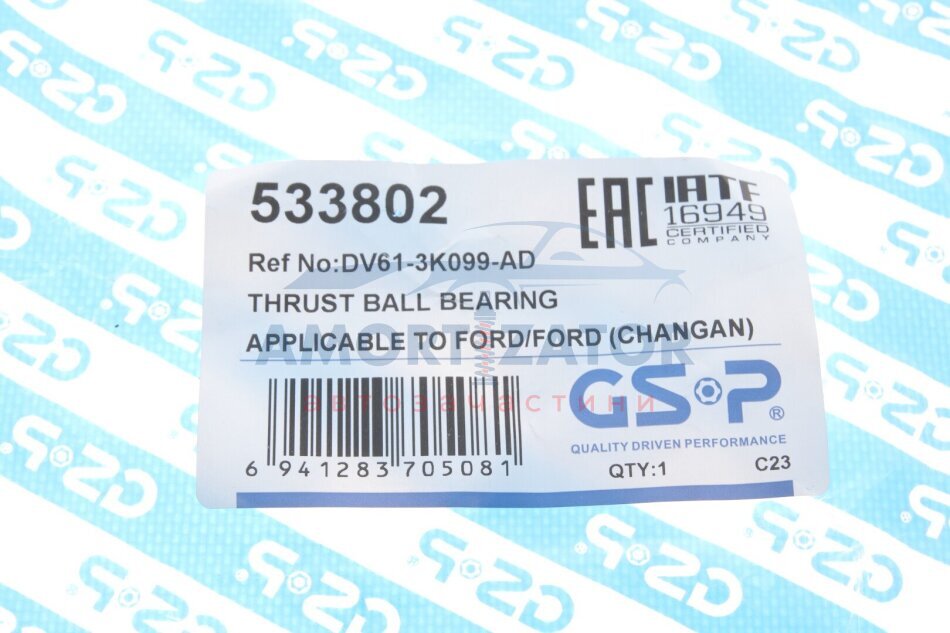 533802
EAC
IATF
16949
CERTIFIED
COMPANY
Ref No:DV61-3K099-AD
THRUST BALL BEARING
APPLICABLE TO FORD/FORD (CHANGAN)
AMORTIZATOR
автозапчастини
GSP®
QUALITY DRIVEN PERFORMANCE
6 941283 705081
QTY:1
C23